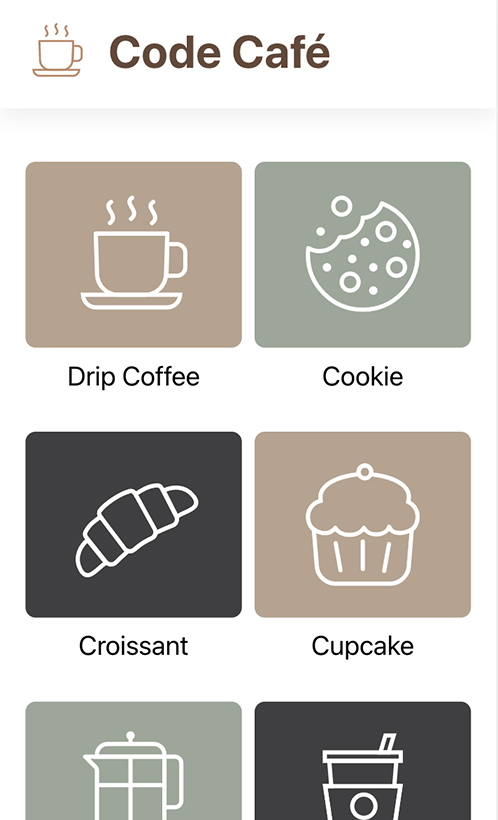 Code Café
Drip Coffee
Cookie
Croissant
Cupcake